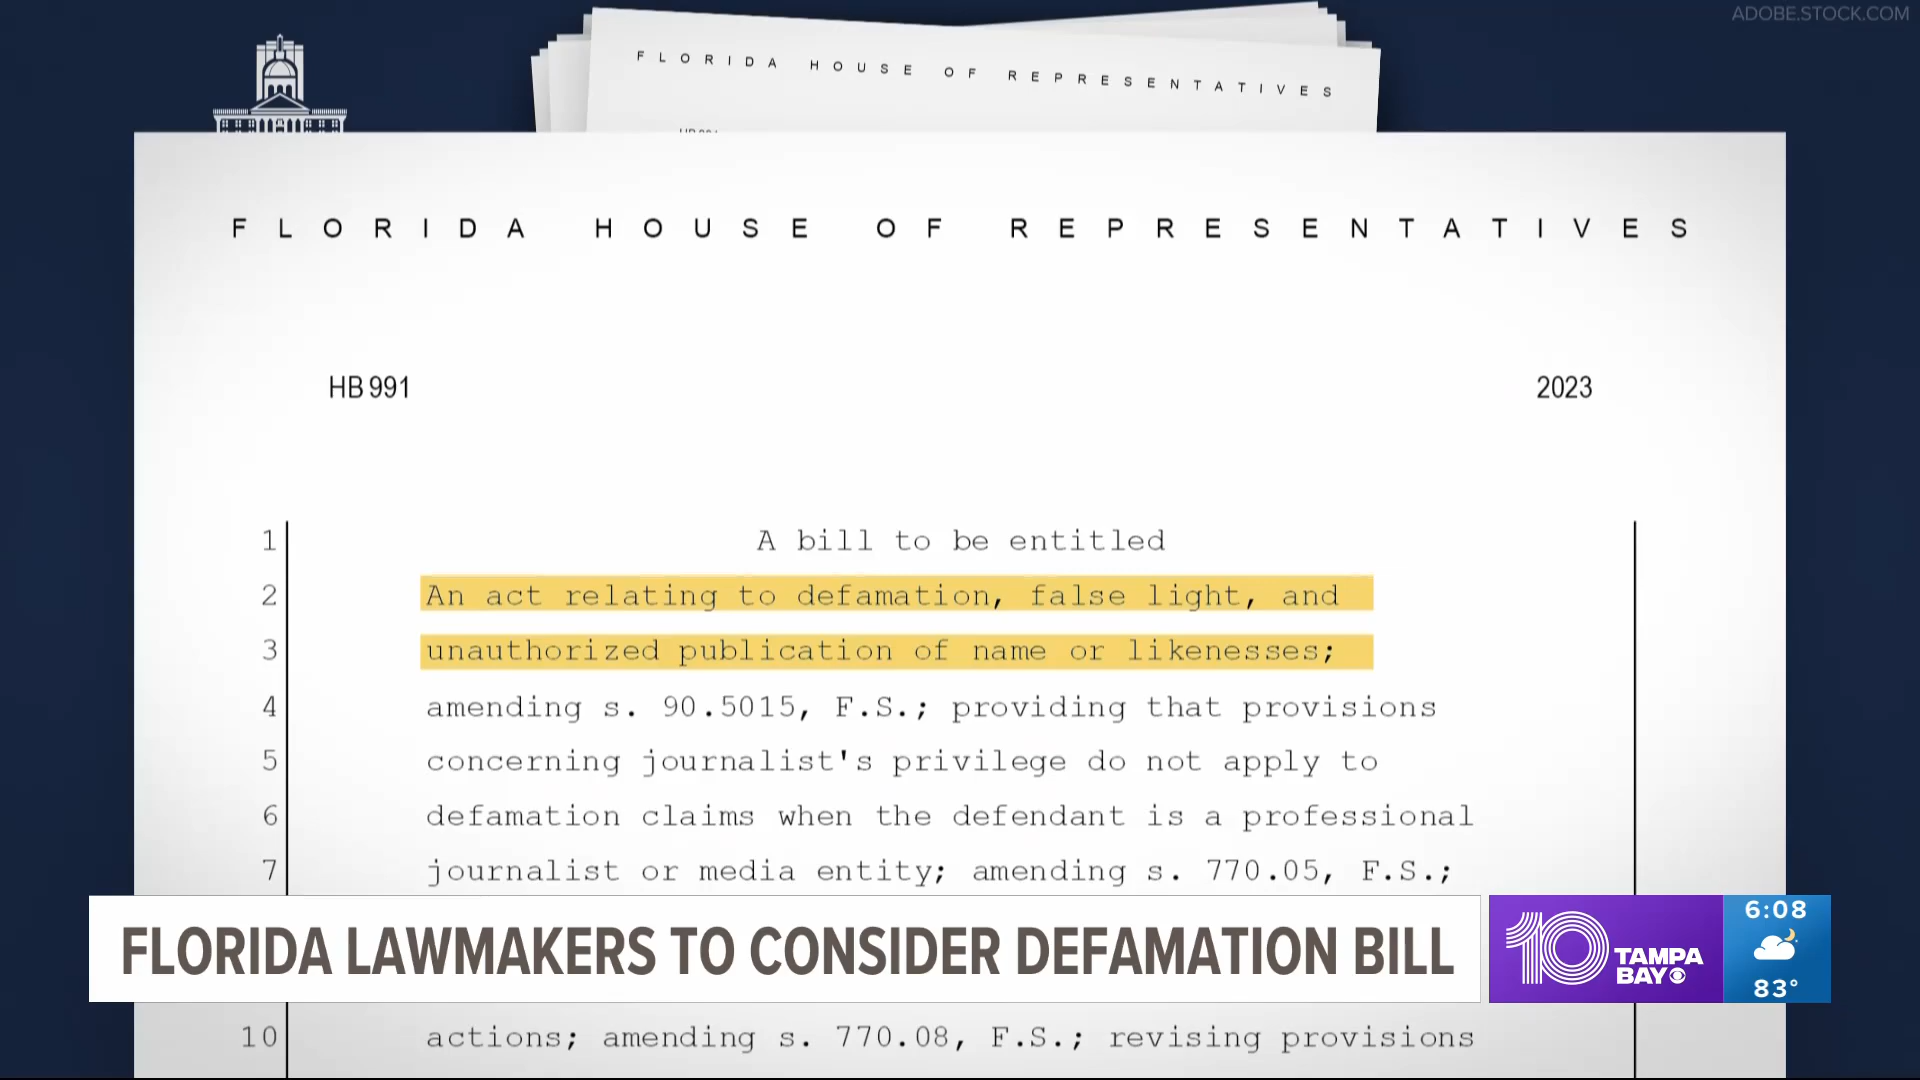 ADOBE.STOCK.COM
FLORIDA HOUSE OF REPRESENTATIVES
FLORIDA HOUSE OF REPRESENTATIVES
HB 991
2023
1 A bill to be entitled
2 An act relating to defamation, false light, and
3 unauthorized publication of name or likenesses;
4 amending s. 90.5015, F.S.; providing that provisions
5 concerning journalist's privilege do not apply to
6 defamation claims when the defendant is a professional
7 journalist or media entity; amending s. 770.05, F.S.;
FLORIDA LAWMAKERS TO CONSIDER DEFAMATION BILL
10 TAMPA BAY
6:08
83°
10 actions; amending s. 770.08, F.S.; revising provisions